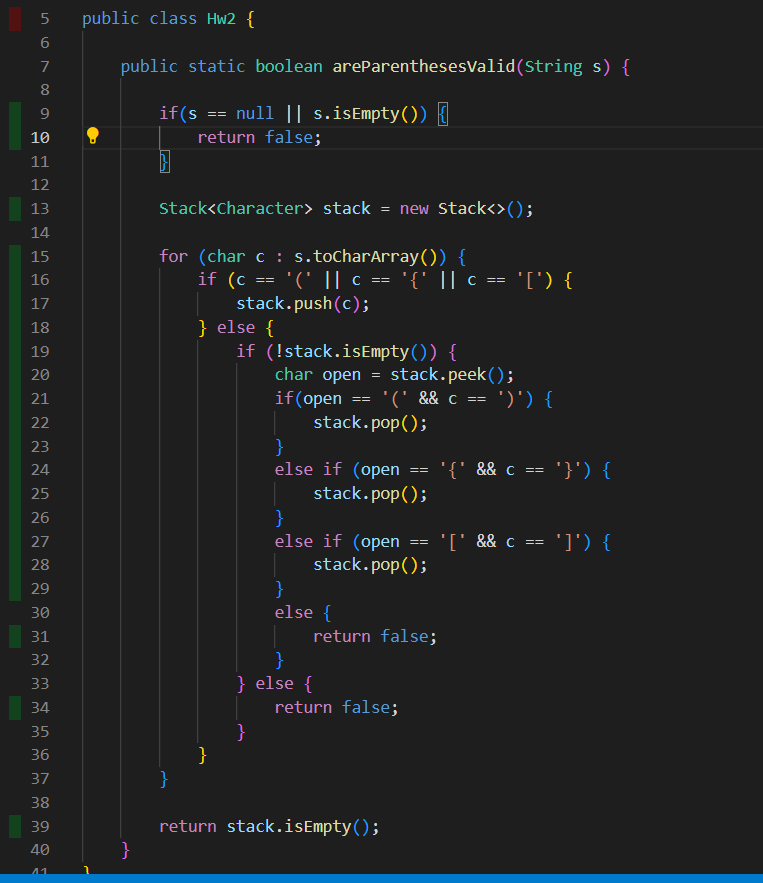 5 public class Hw2 {
6
7     public static boolean areParenthesesValid(String s) {
8
9         if(s == null || s.isEmpty()) {
10             return false;
11         }
12
13         Stack<Character> stack = new Stack<>();
14
15         for (char c : s.toCharArray()) {
16             if (c == '(' || c == '{' || c == '[') {
17                 stack.push(c);
18             } else {
19                 if (!stack.isEmpty()) {
20                     char open = stack.peek();
21                     if(open == '(' && c == ')') {
22                         stack.pop();
23                     }
24                     else if (open == '{' && c == '}') {
25                         stack.pop();
26                     }
27                     else if (open == '[' && c == ']') {
28                         stack.pop();
29                     }
30                     else {
31                         return false;
32                     }
33                 } else {
34                     return false;
35                 }
36             }
37         }
38
39         return stack.isEmpty();
40     }
41 }